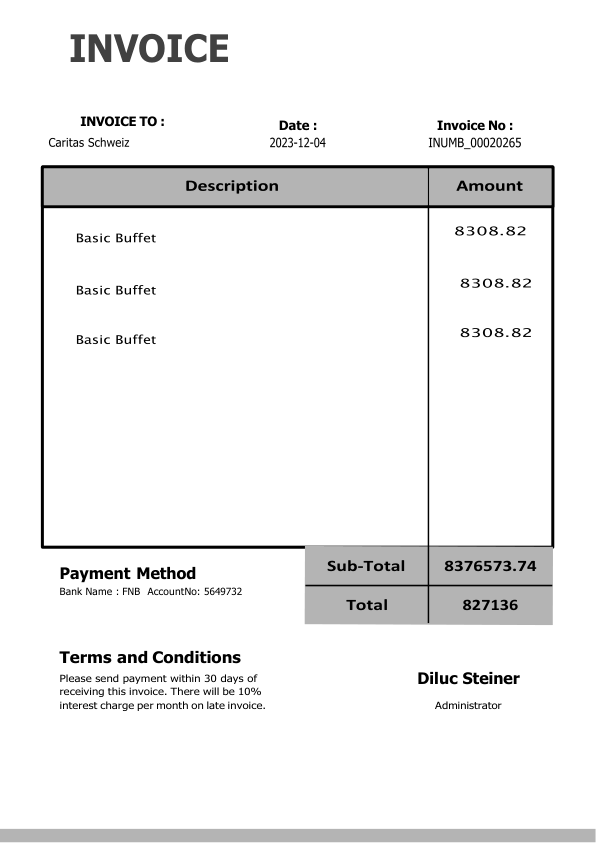 INVOICE
INVOICE TO :
Date :
Invoice No :
Caritas Schweiz
2023-12-04
INUMB_00020265
Description
Amount
Basic Buffet
8308.82
Basic Buffet
8308.82
Basic Buffet
8308.82
Sub-Total
8376573.74
Payment Method
Bank Name : FNB AccountNo: 5649732
Total
827136
Terms and Conditions
Please send payment within 30 days of
receiving this invoice. There will be 10%
interest charge per month on late invoice.
Diluc Steiner
Administrator